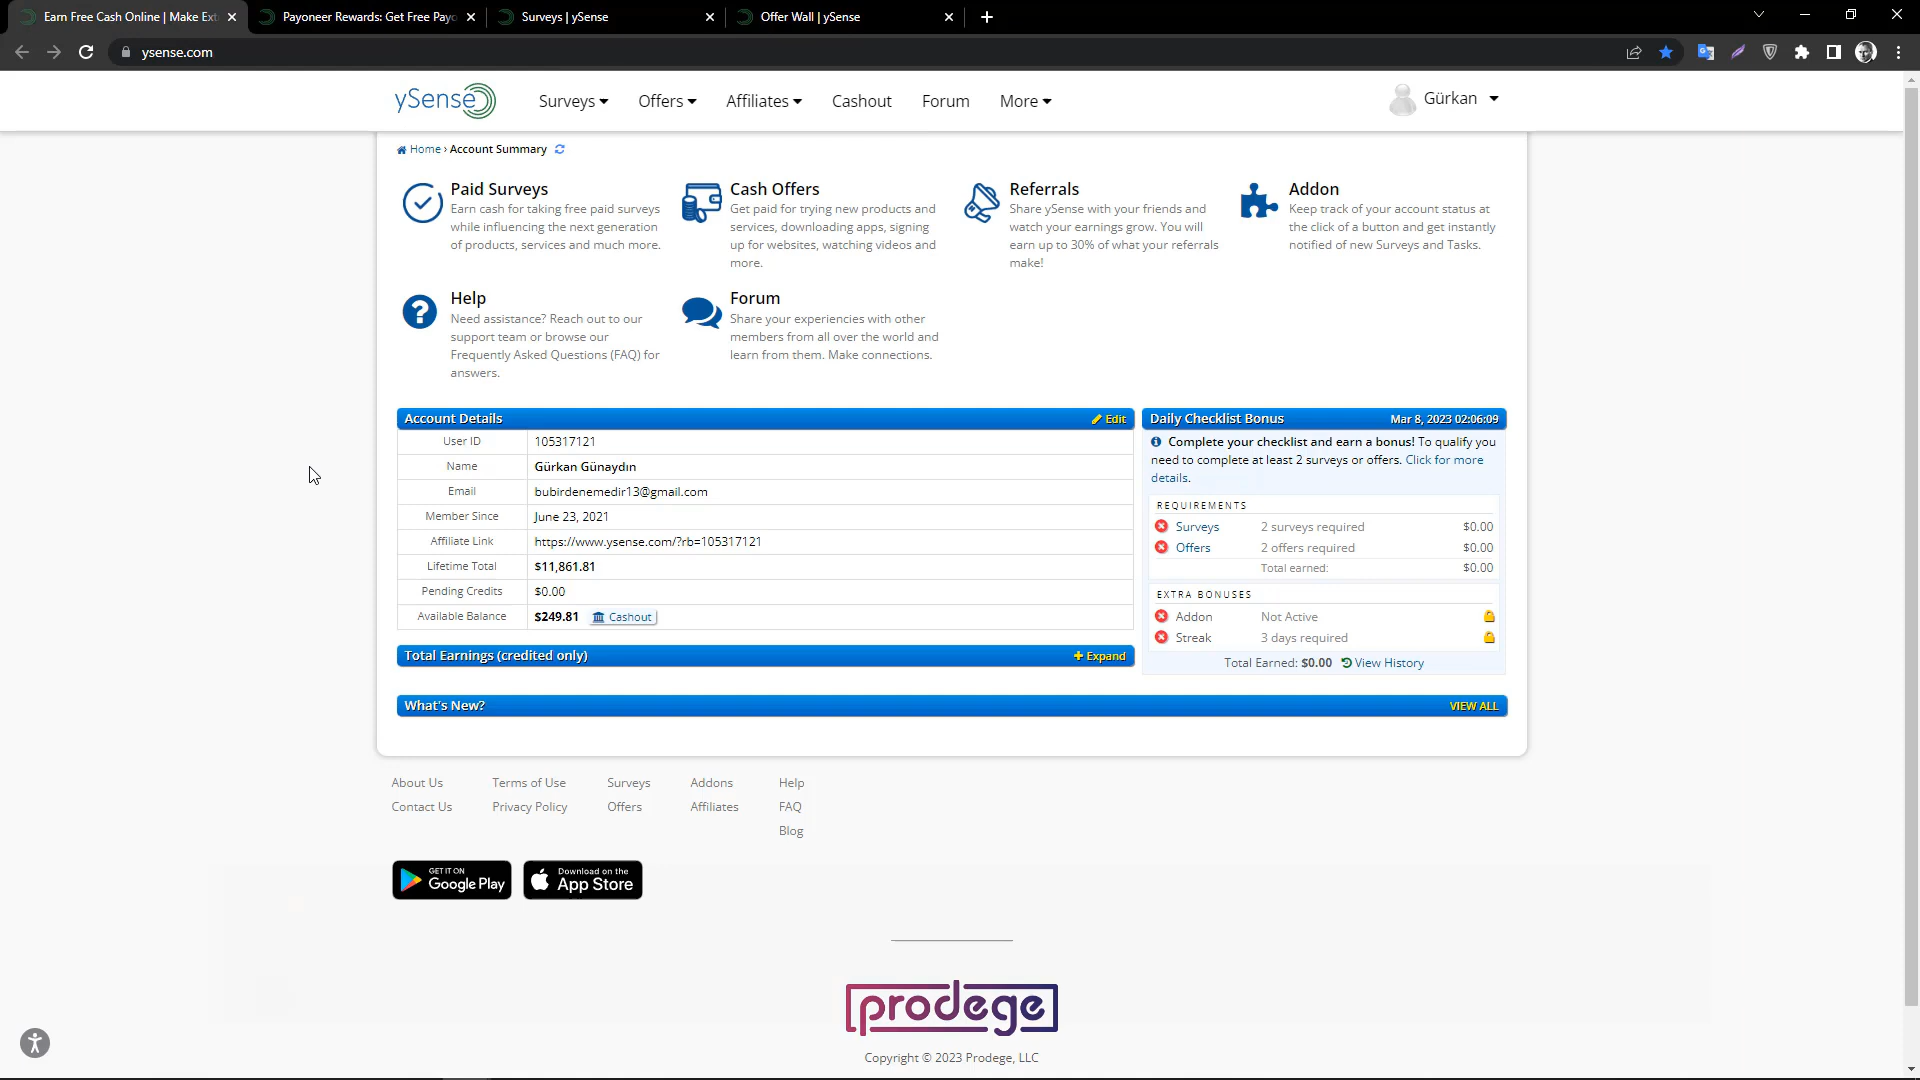 Earn Free Cash Online | Make Ext
Payoneer Rewards: Get Free Payo
Surveys | ySense
Offer Wall | ySense
ysense.com
ySense
Surveys
Offers
Affiliates
Cashout
Forum
More
Gürkan
Home › Account Summary
Paid Surveys
Earn cash for taking free paid surveys
while influencing the next generation
of products, services and much more.
Cash Offers
Get paid for trying new products and
services, downloading apps, signing
up for websites, watching videos and
more.
Referrals
Share ySense with your friends and
watch your earnings grow. You will
earn up to 30% of what your referrals
make!
Addon
Keep track of your account status at
the click of a button and get instantly
notified of new Surveys and Tasks.
Help
Need assistance? Reach out to our
support team or browse our
Frequently Asked Questions (FAQ) for
answers.
Forum
Share your experiences with other
members from all over the world and
learn from them. Make connections.
Account Details Edit
User ID 105317121
Name Gürkan Günaydın
Email bubirdenemedir13@gmail.com
Member Since June 23, 2021
Affiliate Link https://www.ysense.com/?rb=105317121
Lifetime Total $11,861.81
Pending Credits $0.00
Available Balance $249.81 Cashout
Total Earnings (credited only) Expand
Daily Checklist Bonus Mar 8, 2023 02:06:09
Complete your checklist and earn a bonus! To qualify you
need to complete at least 2 surveys or offers. Click for more
details.
REQUIREMENTS
Surveys 2 surveys required $0.00
Offers 2 offers required $0.00
Total earned: $0.00
EXTRA BONUSES
Addon Not Active
Streak 3 days required
Total Earned: $0.00 View History
What's New? VIEW ALL
About Us Terms of Use Surveys Addons Help
Contact Us Privacy Policy Offers Affiliates FAQ
Blog
GET IT ON
Google Play
Download on the
App Store
prodege
Copyright © 2023 Prodege, LLC